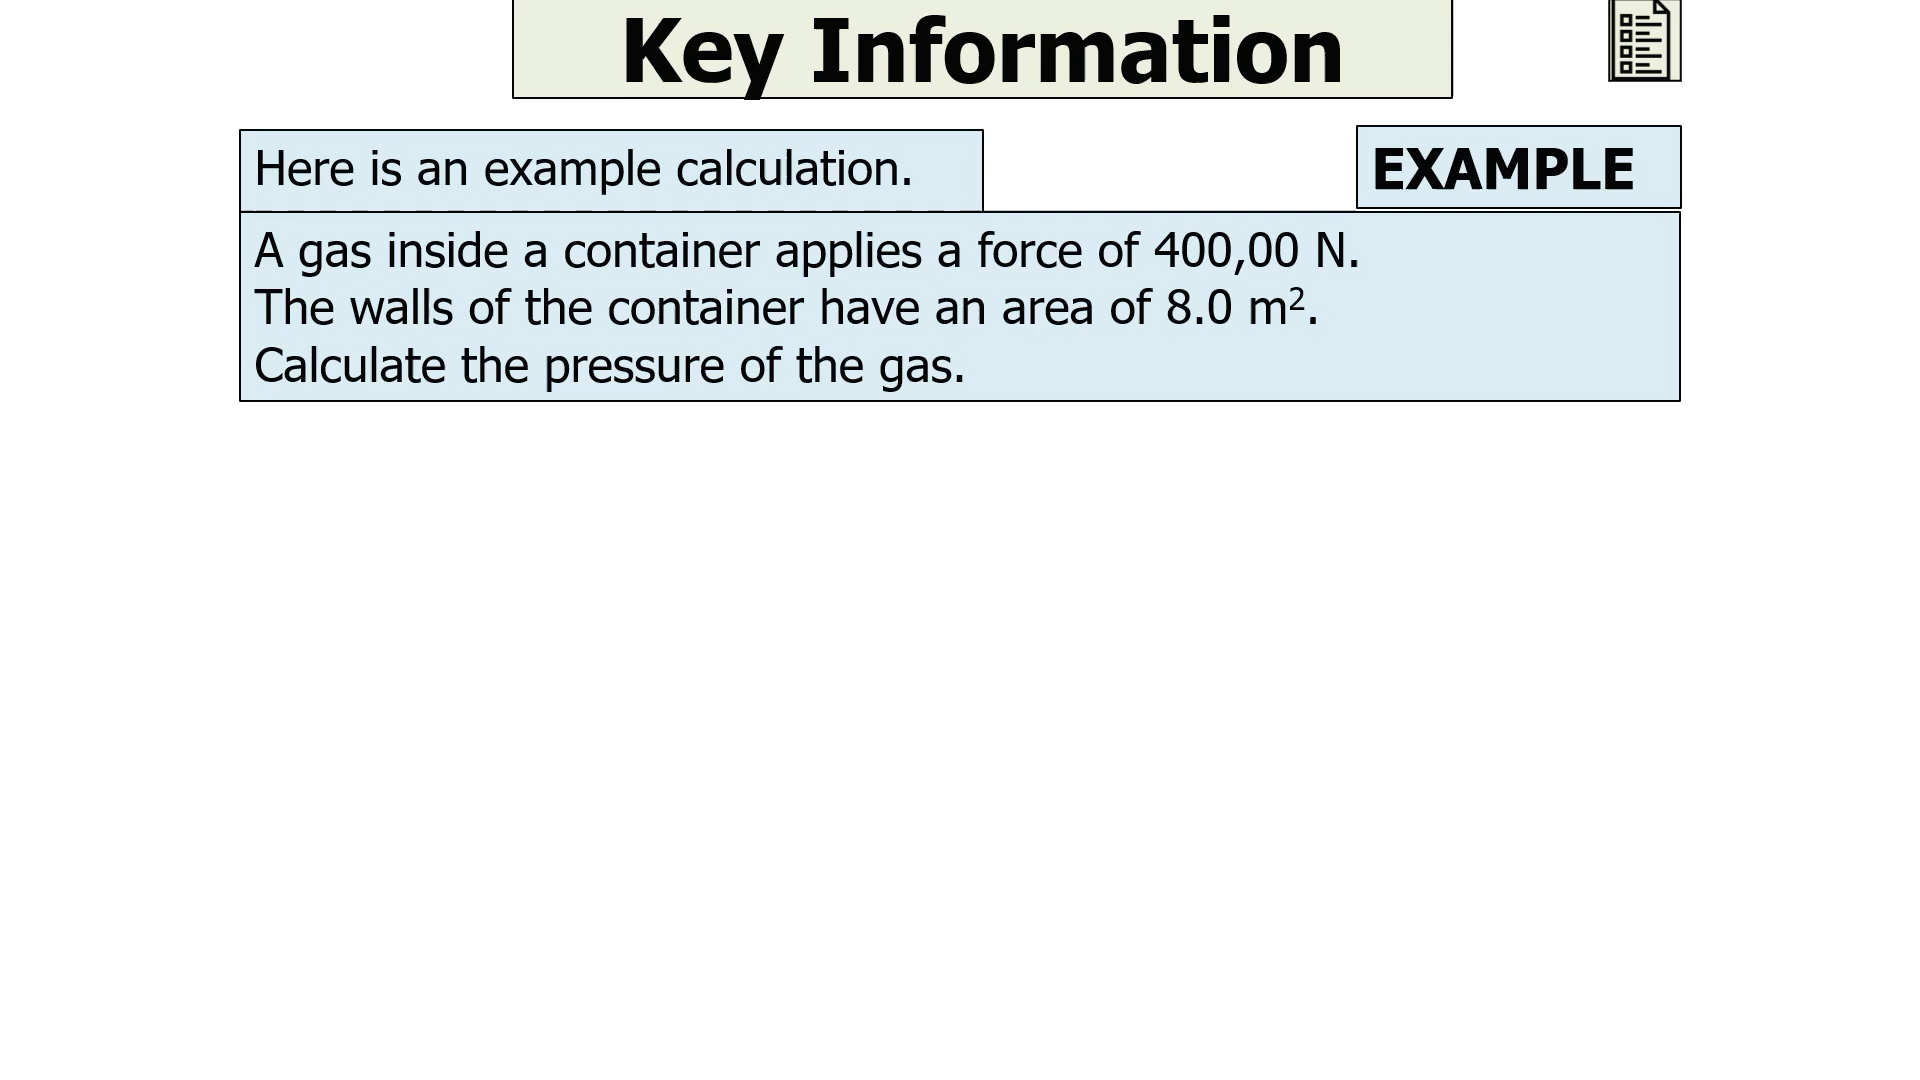 Key Information
Here is an example calculation.
EXAMPLE
A gas inside a container applies a force of 400,00 N.
The walls of the container have an area of 8.0 m².
Calculate the pressure of the gas.